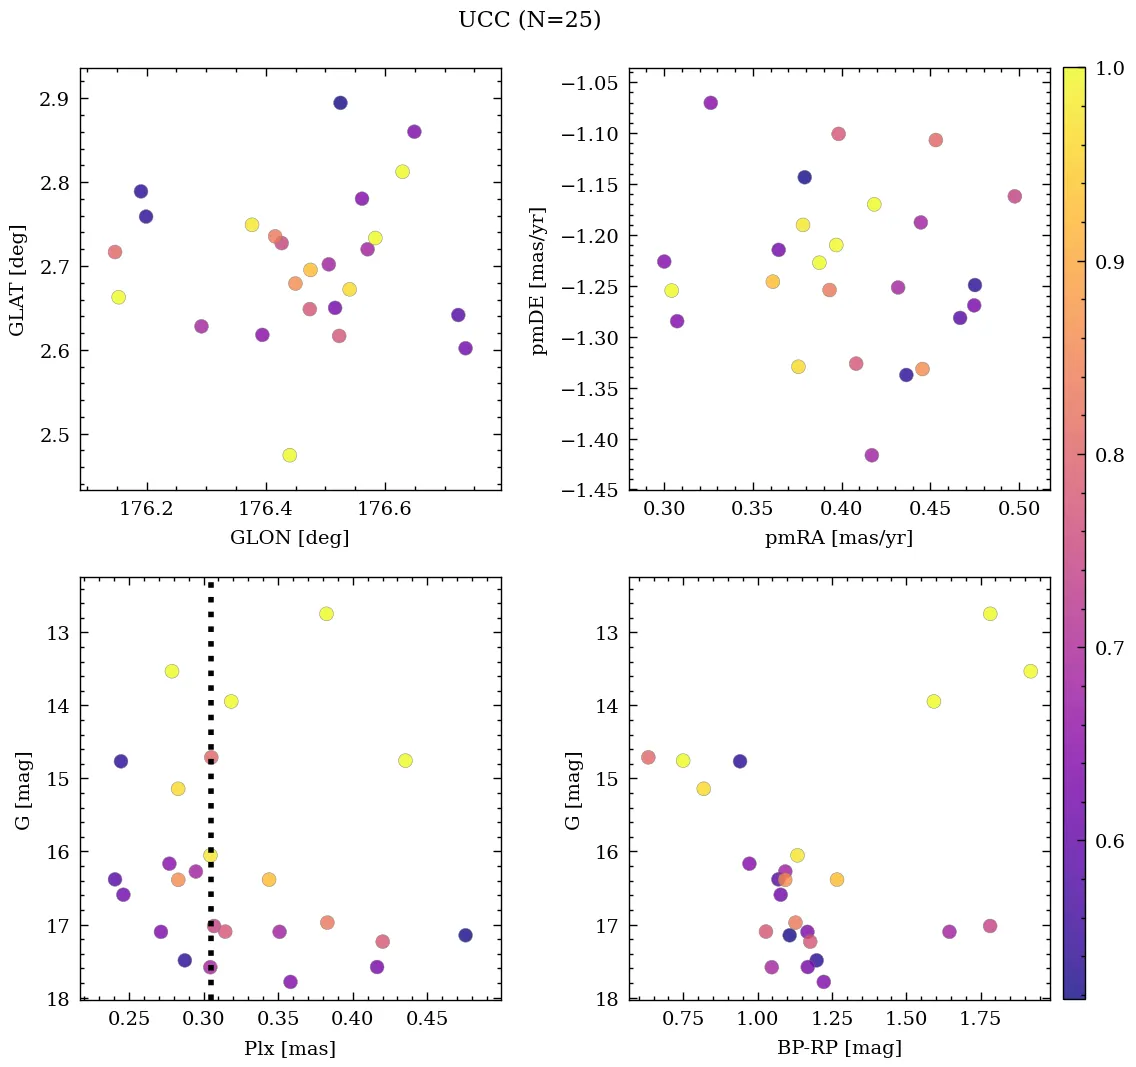 UCC (N=25)
2.9
2.8
2.7
2.6
2.5
GLAT [deg]
176.2 176.4 176.6
GLON [deg]
−1.05
−1.10
−1.15
−1.20
−1.25
−1.30
−1.35
−1.40
−1.45
pmDE [mas/yr]
0.30 0.35 0.40 0.45 0.50
pmRA [mas/yr]
1.0
0.9
0.8
0.7
0.6
13
14
15
16
17
18
G [mag]
0.25 0.30 0.35 0.40 0.45
Plx [mas]
13
14
15
16
17
18
G [mag]
0.75 1.00 1.25 1.50 1.75
BP-RP [mag]